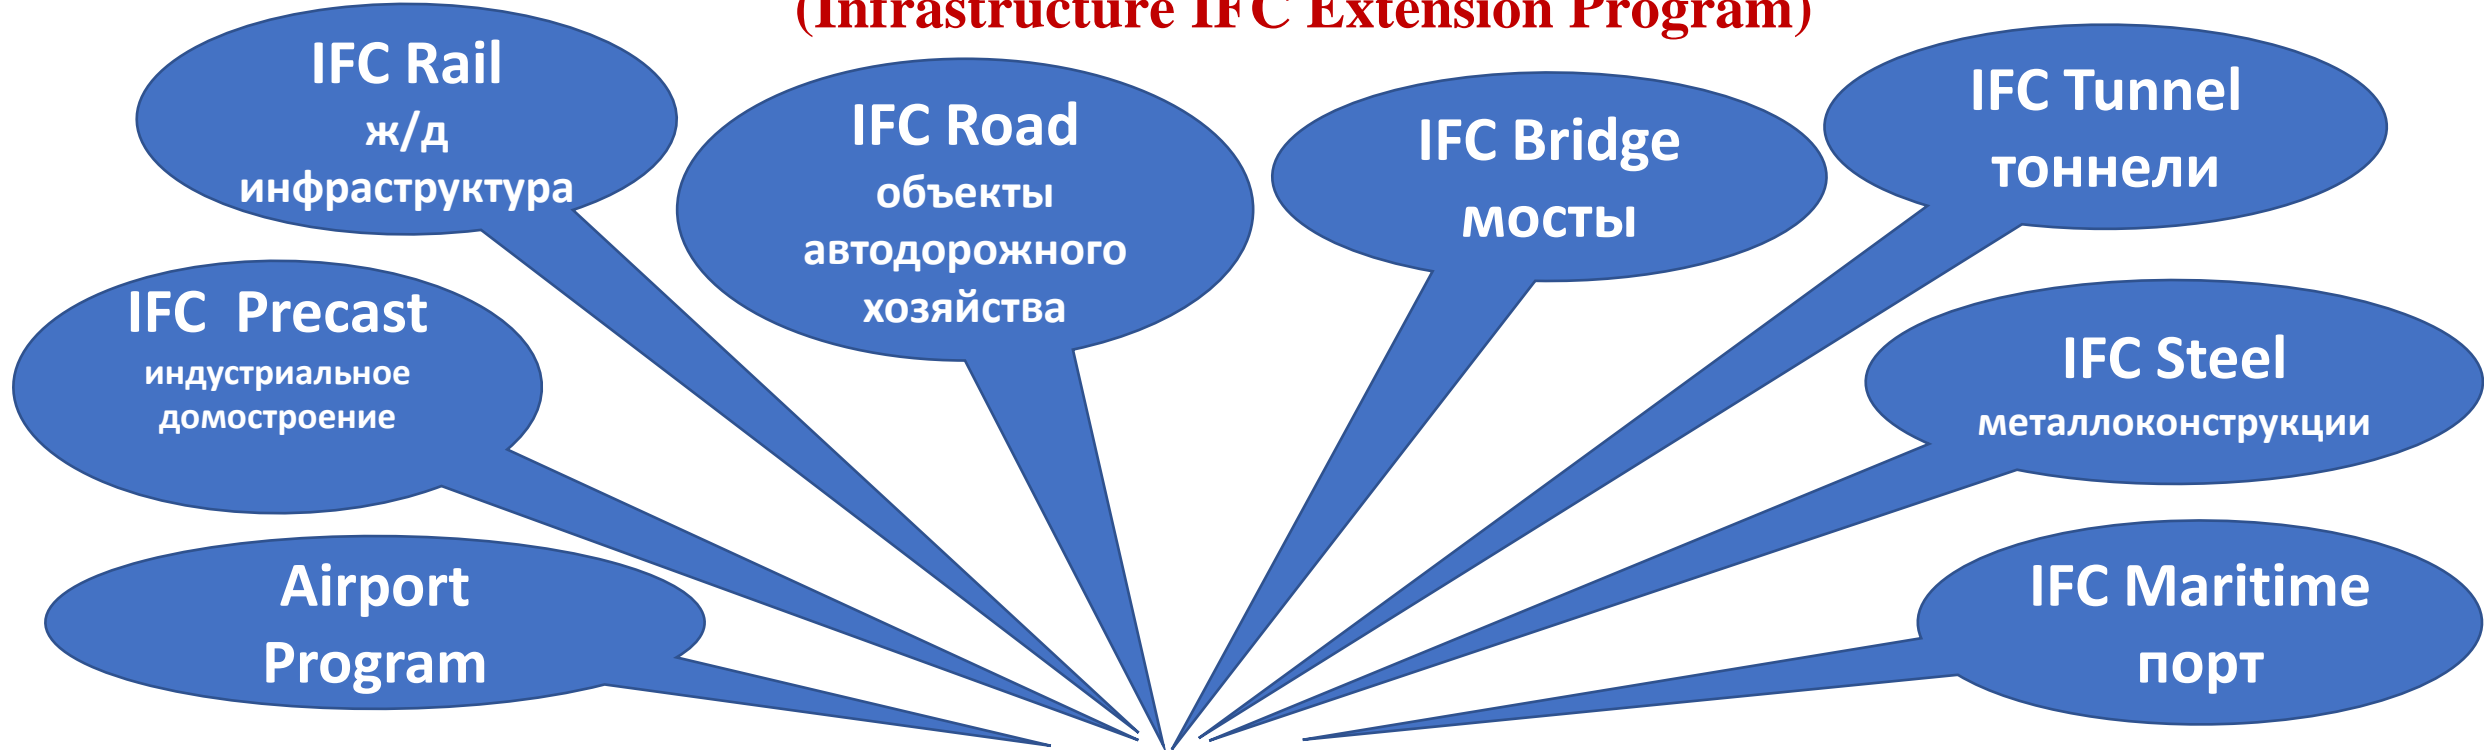 (Infrastructure IFC Extension Program)
IFC Rail
ж/д
инфраструктура
IFC Road
объекты
автодорожного
хозяйства
IFC Bridge
мосты
IFC Tunnel
тоннели
IFC Precast
индустриальное
домостроение
IFC Steel
металлоконструкции
Airport
Program
IFC Maritime
порт